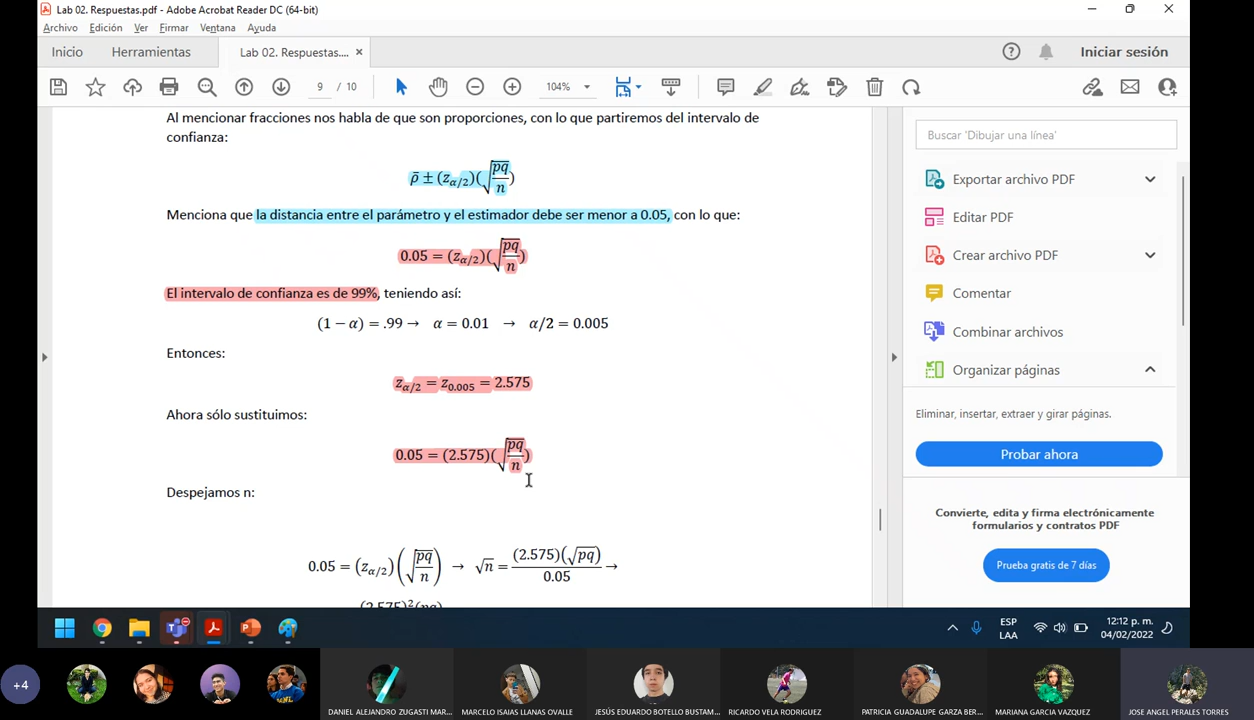 Lab 02. Respuestas.pdf - Adobe Acrobat Reader DC (64-bit)
Archivo Edición Ver Firmar Ventana Ayuda
Inicio Herramientas Lab 02. Respuestas.... × Iniciar sesión
9 / 10 104%
Al mencionar fracciones nos habla de que son proporciones, con lo que partiremos del intervalo de
confianza:
ρ̄ ± (z_{α/2})(√(pq/n))
Menciona que la distancia entre el parámetro y el estimador debe ser menor a 0.05, con lo que:
0.05 = (z_{α/2})(√(pq/n))
El intervalo de confianza es de 99%, teniendo así:
(1 − α) = .99 → α = 0.01 → α/2 = 0.005
Entonces:
z_{α/2} = z_{0.005} = 2.575
Ahora sólo sustituimos:
0.05 = (2.575)(√(pq/n))
Despejamos n:
0.05 = (z_{α/2})(√(pq/n)) → √n = (2.575)(√pq)/0.05 →
(2.575)²(pq)
Buscar 'Dibujar una línea'
Exportar archivo PDF
Editar PDF
Crear archivo PDF
Comentar
Combinar archivos
Organizar páginas
Eliminar, insertar, extraer y girar páginas.
Probar ahora
Convierte, edita y firma electrónicamente
formularios y contratos PDF
Prueba gratis de 7 días
ESP
LAA
12:12 p. m.
04/02/2022
+4
DANIEL ALEJANDRO ZUGASTI MAR...
MARCELO ISAIAS LLANAS OVALLE
JESÚS EDUARDO BOTELLO BUSTAM...
RICARDO VELA RODRIGUEZ
PATRICIA GUADALUPE GARZA BER...
MARIANA GARCIA VAZQUEZ
JOSE ANGEL PERALES TORRES